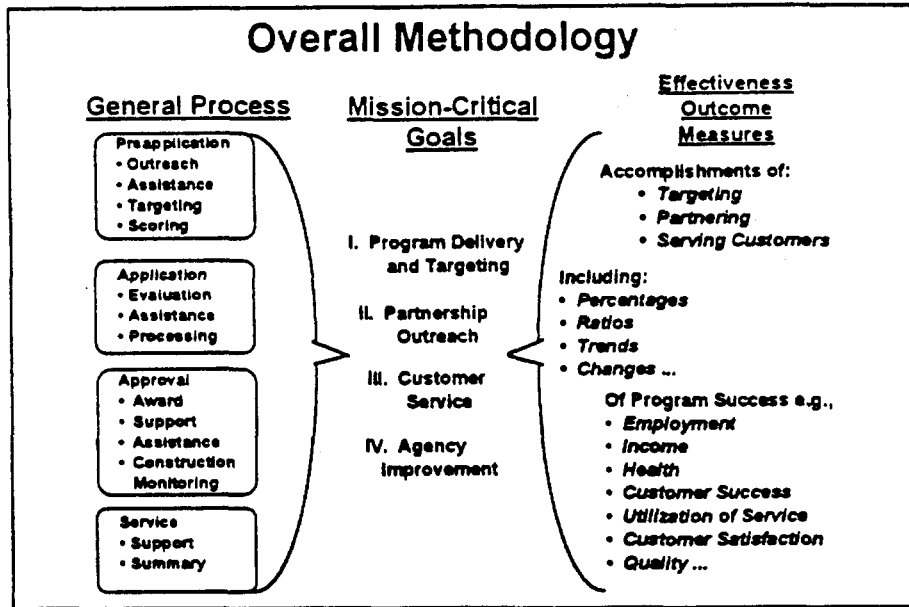 Overall Methodology
General Process
Preapplication
• Outreach
• Assistance
• Targeting
• Scoring
Application
• Evaluation
• Assistance
• Processing
Approval
• Award
• Support
• Assistance
• Construction
Monitoring
Service
• Support
• Summary
Mission-Critical
Goals
I. Program Delivery
and Targeting
II. Partnership
Outreach
III. Customer
Service
IV. Agency
Improvement
Effectiveness
Outcome
Measures
Accomplishments of:
• Targeting
• Partnering
• Serving Customers
Including:
• Percentages
• Ratios
• Trends
• Changes ...
Of Program Success e.g.,
• Employment
• Income
• Health
• Customer Success
• Utilization of Service
• Customer Satisfaction
• Quality ...